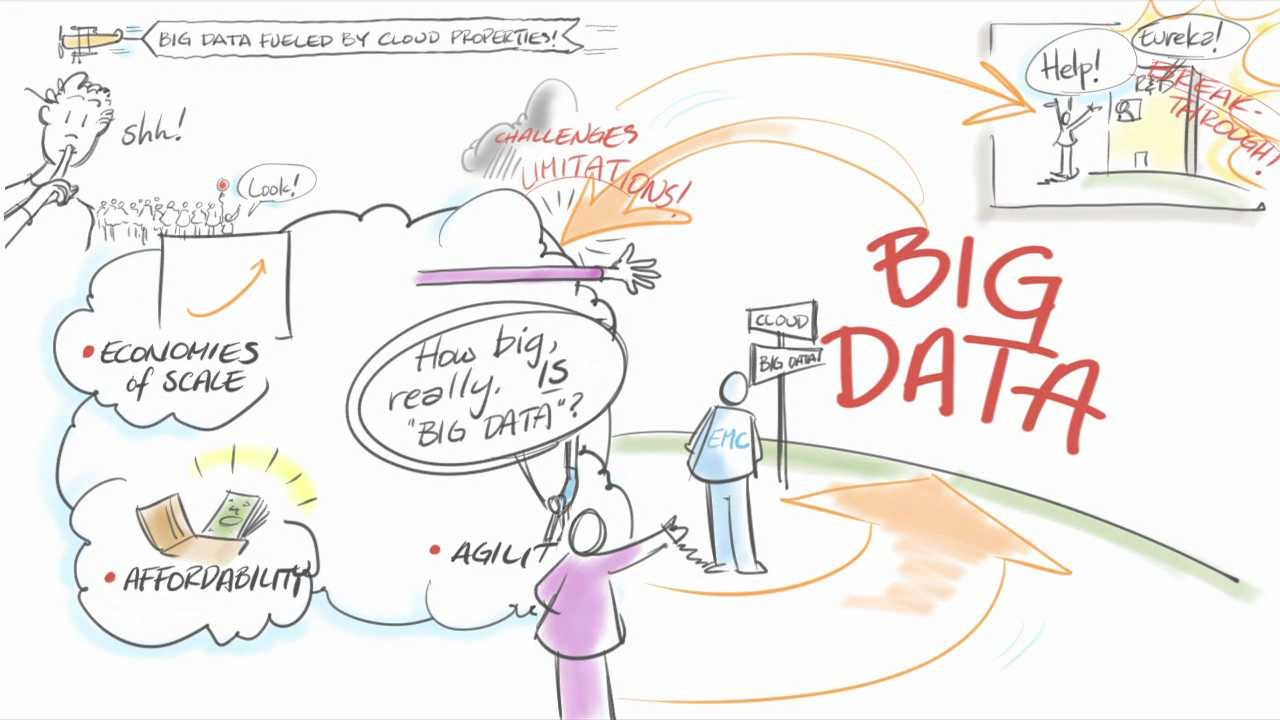 BIG DATA FUELED BY CLOUD PROPERTIES!
shh!
Look!
CHALLENGES
LIMITATIONS!
Help!
Eureka!
R&D
BREAK-
THROUGH!
BIG
DATA
CLOUD
BIG DATA!
EMC
• ECONOMIES
of SCALE
How big,
really. IS
"BIG DATA"?
• AFFORDABILITY
• AGILIT